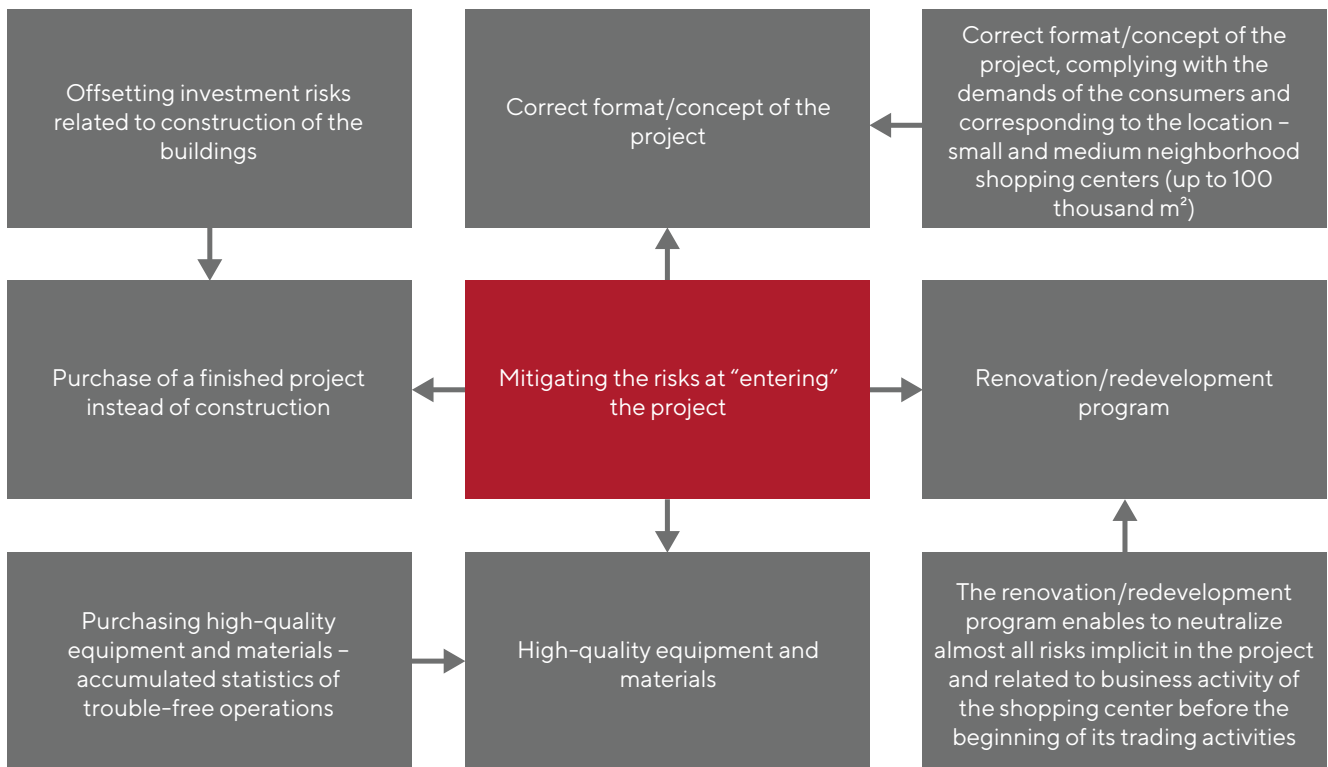 Offsetting investment risks
related to construction of the
buildings
Correct format/concept of the
project
Correct format/concept of the
project, complying with the
demands of the consumers and
corresponding to the location –
small and medium neighborhood
shopping centers (up to 100
thousand m²)
Purchase of a finished project
instead of construction
Mitigating the risks at “entering”
the project
Renovation/redevelopment
program
Purchasing high-quality
equipment and materials –
accumulated statistics of
trouble-free operations
High-quality equipment and
materials
The renovation/redevelopment
program enables to neutralize
almost all risks implicit in the project
and related to business activity of
the shopping center before the
beginning of its trading activities